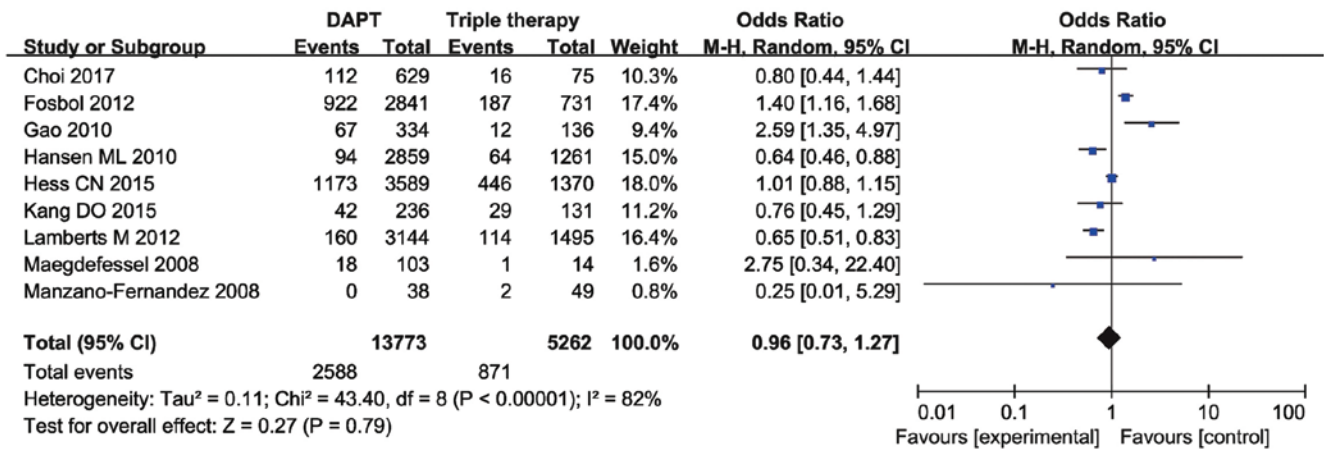 DAPT Triple therapy Odds Ratio Odds Ratio
Study or Subgroup Events Total Events Total Weight M-H, Random, 95% CI M-H, Random, 95% CI
Choi 2017 112 629 16 75 10.3% 0.80 [0.44, 1.44]
Fosbol 2012 922 2841 187 731 17.4% 1.40 [1.16, 1.68]
Gao 2010 67 334 12 136 9.4% 2.59 [1.35, 4.97]
Hansen ML 2010 94 2859 64 1261 15.0% 0.64 [0.46, 0.88]
Hess CN 2015 1173 3589 446 1370 18.0% 1.01 [0.88, 1.15]
Kang DO 2015 42 236 29 131 11.2% 0.76 [0.45, 1.29]
Lamberts M 2012 160 3144 114 1495 16.4% 0.65 [0.51, 0.83]
Maegdefessel 2008 18 103 1 14 1.6% 2.75 [0.34, 22.40]
Manzano-Fernandez 2008 0 38 2 49 0.8% 0.25 [0.01, 5.29]
Total (95% CI) 13773 5262 100.0% 0.96 [0.73, 1.27]
Total events 2588 871
Heterogeneity: Tau² = 0.11; Chi² = 43.40, df = 8 (P < 0.00001); I² = 82%
Test for overall effect: Z = 0.27 (P = 0.79)
0.01 0.1 1 10 100
Favours [experimental] Favours [control]